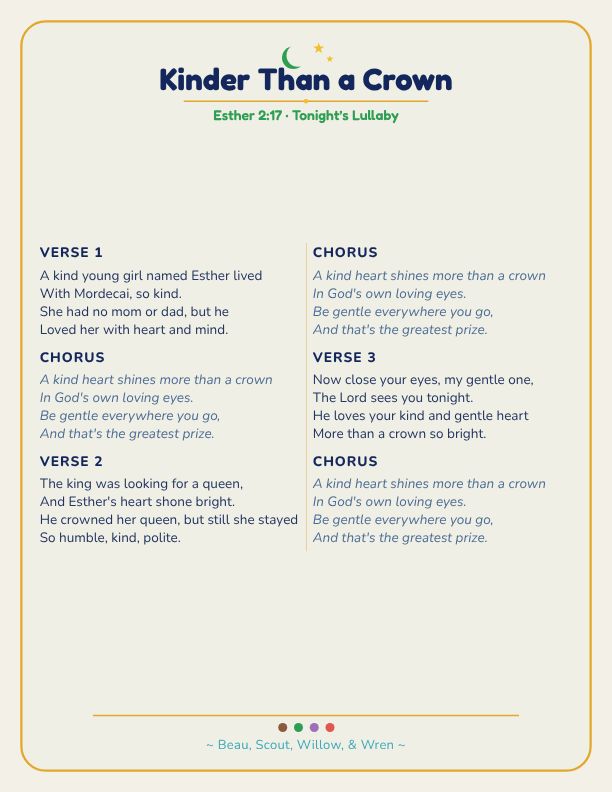 Kinder Than a Crown
Esther 2:17 · Tonight's Lullaby
VERSE 1
A kind young girl named Esther lived
With Mordecai, so kind.
She had no mom or dad, but he
Loved her with heart and mind.
CHORUS
A kind heart shines more than a crown
In God's own loving eyes.
Be gentle everywhere you go,
And that's the greatest prize.
VERSE 2
The king was looking for a queen,
And Esther's heart shone bright.
He crowned her queen, but still she stayed
So humble, kind, polite.
CHORUS
A kind heart shines more than a crown
In God's own loving eyes.
Be gentle everywhere you go,
And that's the greatest prize.
VERSE 3
Now close your eyes, my gentle one,
The Lord sees you tonight.
He loves your kind and gentle heart
More than a crown so bright.
CHORUS
A kind heart shines more than a crown
In God's own loving eyes.
Be gentle everywhere you go,
And that's the greatest prize.
~ Beau, Scout, Willow, & Wren ~